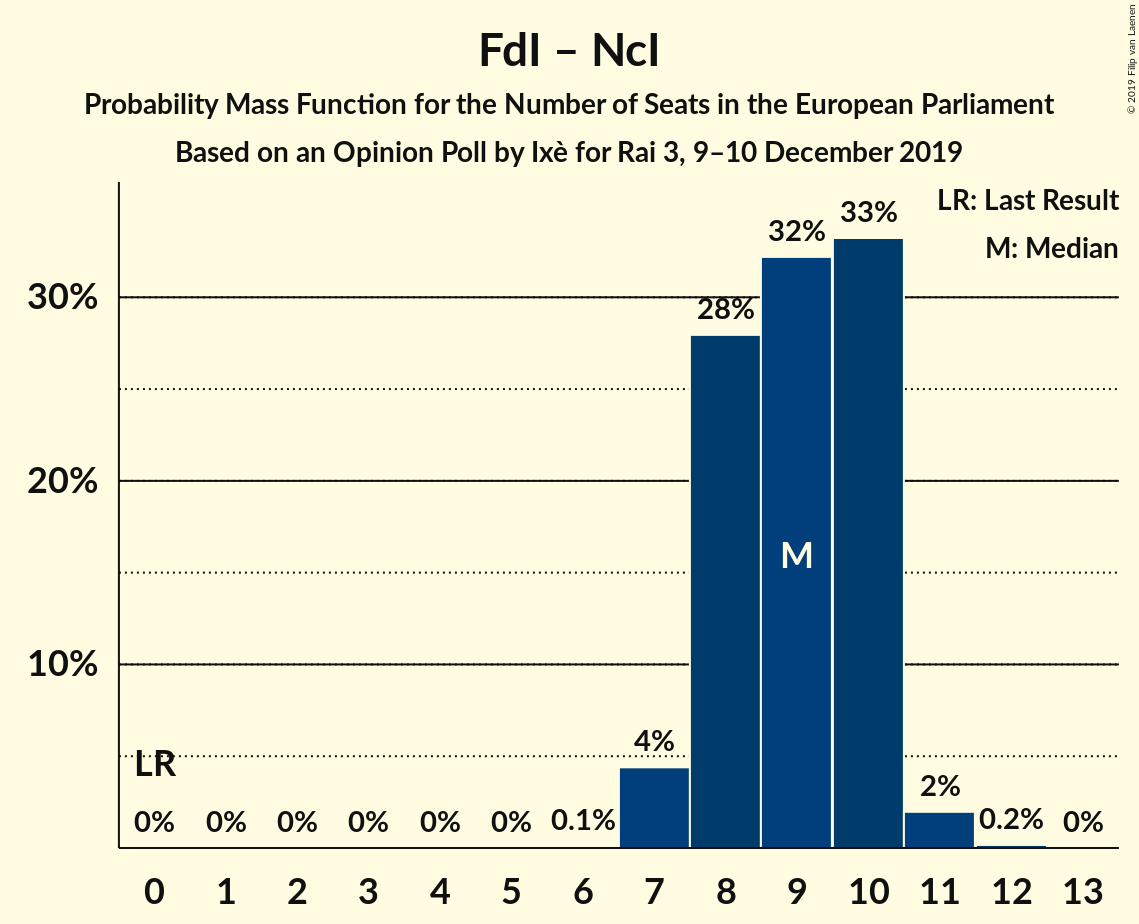 FdI – NcI
Probability Mass Function for the Number of Seats in the European Parliament
Based on an Opinion Poll by Ixè for Rai 3, 9–10 December 2019
© 2019 Filip van Laenen
LR: Last Result
M: Median
33%
32%
28%
30%
20%
M
10%
4%
LR
2%
0% 0% 0% 0% 0% 0% 0.1% 0.2% 0%
0 1 2 3 4 5 6 7 8 9 10 11 12 13